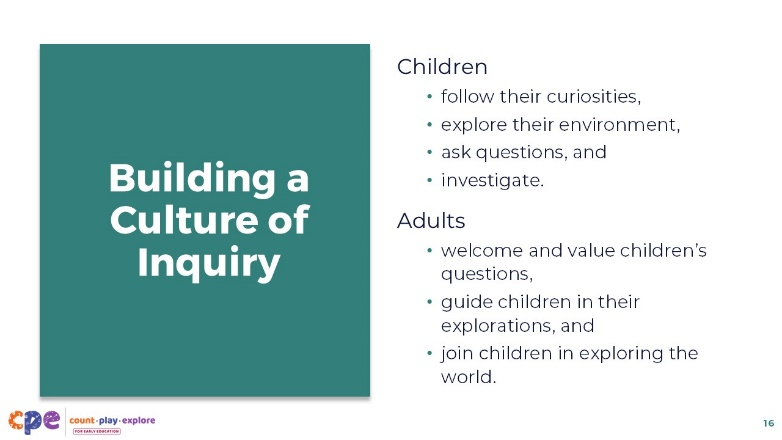 Building a
Culture of
Inquiry
Children
• follow their curiosities,
• explore their environment,
• ask questions, and
• investigate.
Adults
• welcome and value children's
questions,
• guide children in their
explorations, and
• join children in exploring the
world.
cpe
count·play·explore
FOR EARLY EDUCATION
16